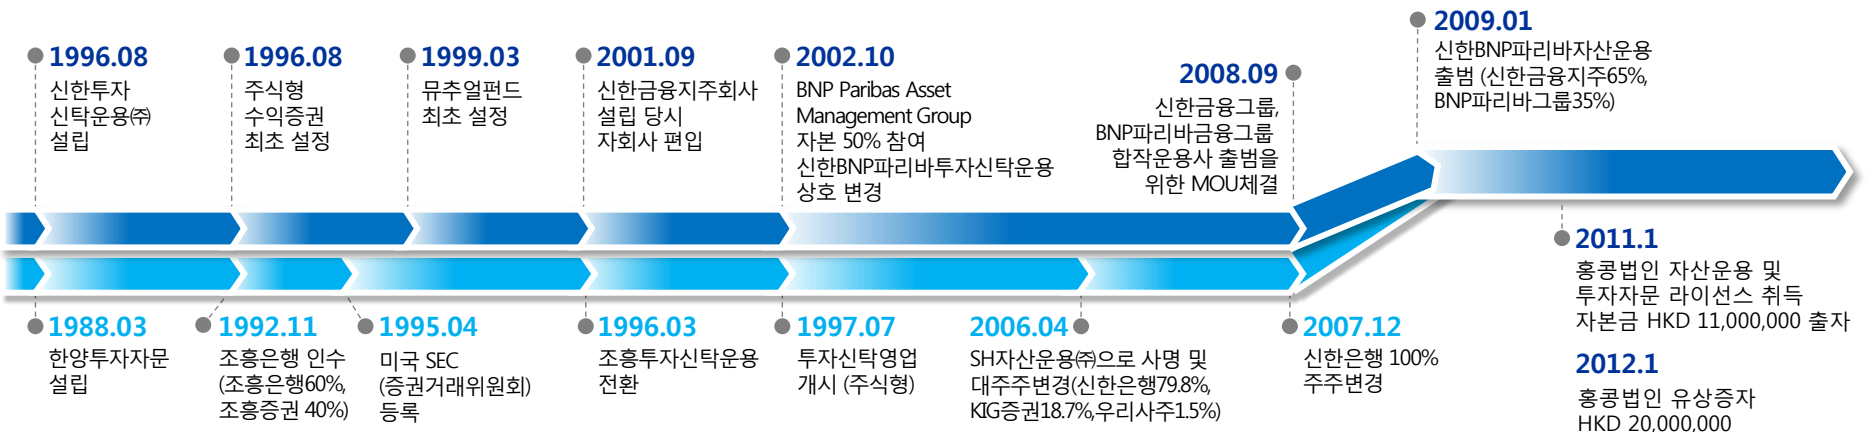 1996.08
신한투자
신탁운용㈜
설립
1996.08
주식형
수익증권
최초 설정
1999.03
뮤추얼펀드
최초 설정
2001.09
신한금융지주회사
설립 당시
자회사 편입
2002.10
BNP Paribas Asset
Management Group
자본 50% 참여
신한BNP파리바투자신탁운용
상호 변경
2008.09
신한금융그룹,
BNP파리바금융그룹
합작운용사 출범을
위한 MOU체결
2009.01
신한BNP파리바자산운용
출범 (신한금융지주65%,
BNP파리바그룹35%)
1988.03
한양투자자문
설립
1992.11
조흥은행 인수
(조흥은행60%,
조흥증권 40%)
1995.04
미국 SEC
(증권거래위원회)
등록
1996.03
조흥투자신탁운용
전환
1997.07
투자신탁영업
개시 (주식형)
2006.04
SH자산운용㈜으로 사명 및
대주주변경(신한은행79.8%,
KIG증권18.7%,우리사주1.5%)
2007.12
신한은행 100%
주주변경
2011.1
홍콩법인 자산운용 및
투자자문 라이선스 취득
자본금 HKD 11,000,000 출자
2012.1
홍콩법인 유상증자
HKD 20,000,000